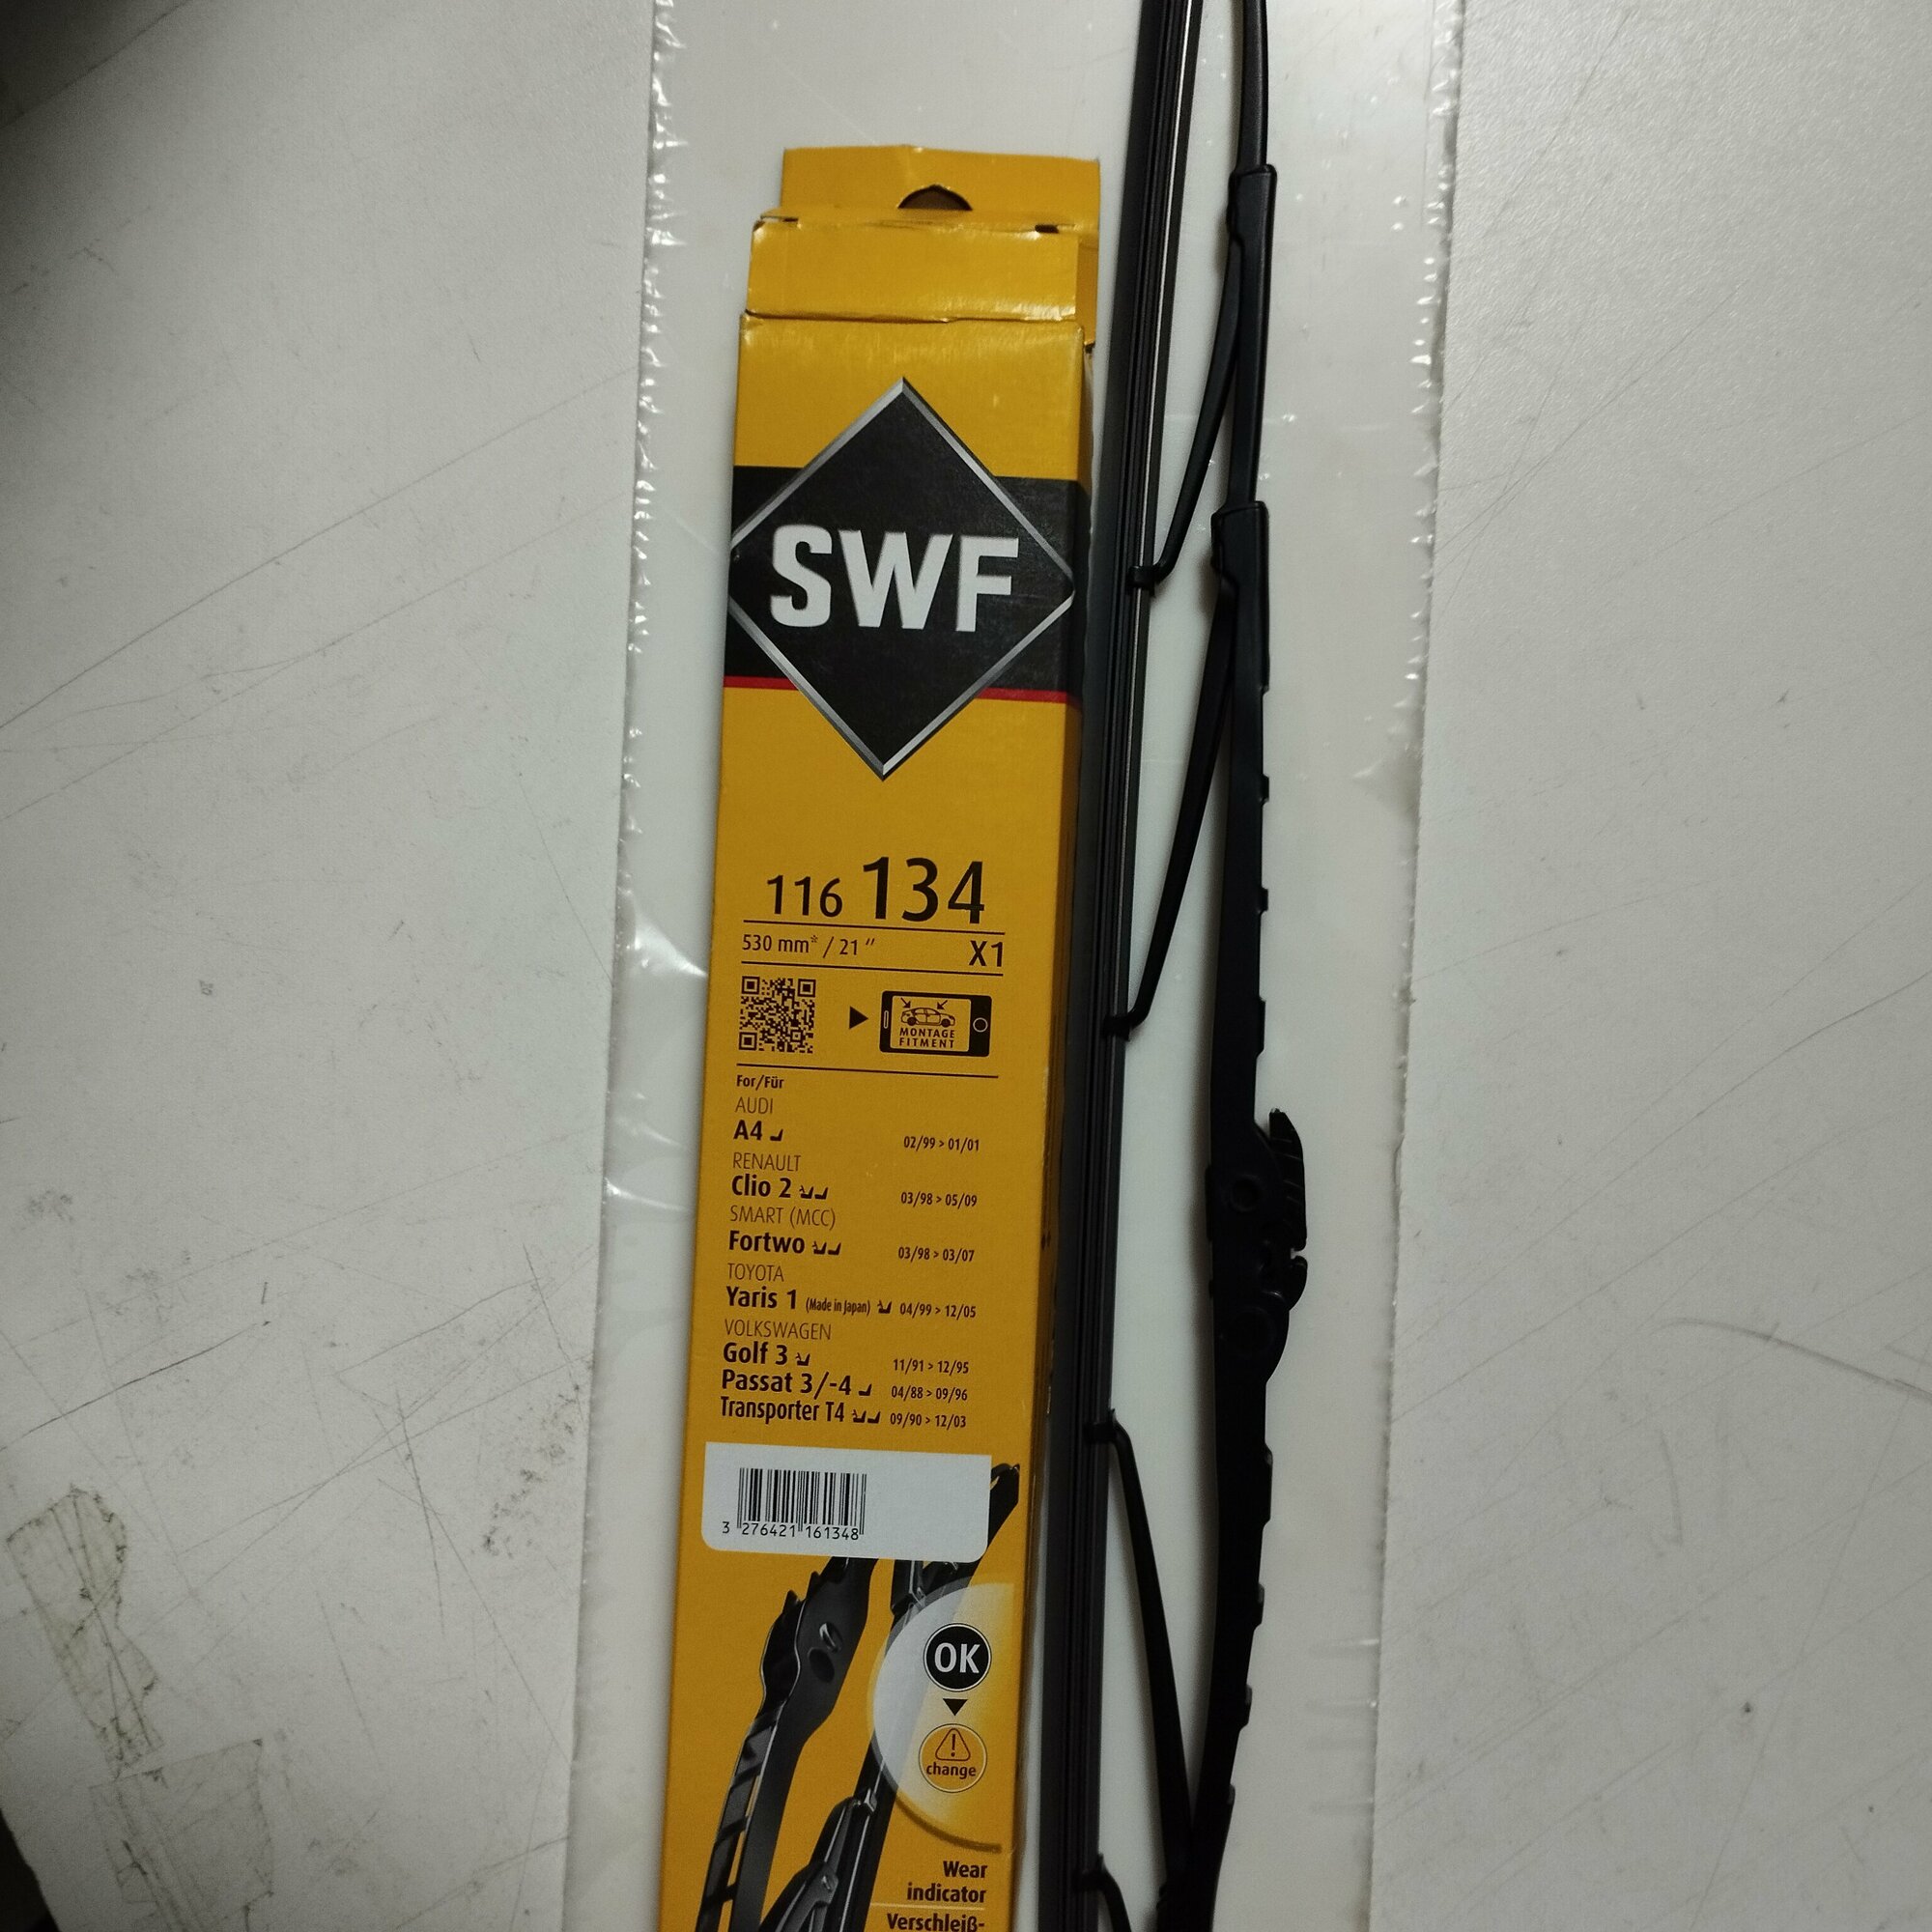 SWF
116 134
530 mm* / 21 " X1
MONTAGE
FITMENT
For/Für
AUDI
A4 02/99 > 01/01
RENAULT
Clio 2 03/98 > 05/09
SMART (MCC)
Fortwo 03/98 > 03/07
TOYOTA
Yaris 1 (Made in Japan) 04/99 > 12/05
VOLKSWAGEN
Golf 3 11/91 > 12/95
Passat 3/-4 04/88 > 09/96
Transporter T4 09/90 > 12/03
3 276421 161348
OK
!
change
Wear
indicator
Verschleiß-